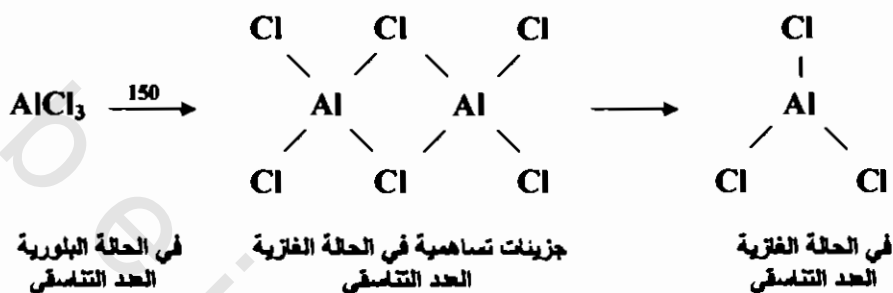 Cl Cl Cl Cl
AlCl₃ 150 Al Al Al
Cl Cl Cl Cl Cl
في الحالة البلورية جزيئات تساهمية في الحالة الغازية في الحالة الغازية
العدد التناسقي العدد التناسقي العدد التناسقي